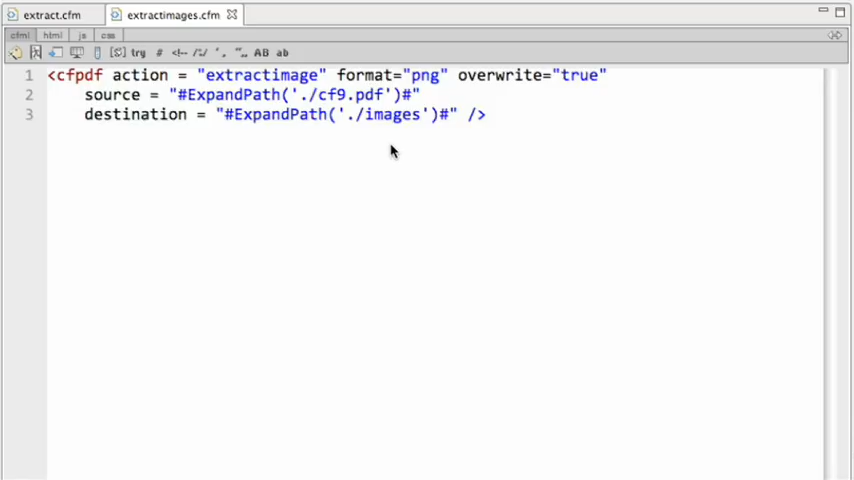 extract.cfm
extractimages.cfm
cfml html js css
try # <!-- /:./ ‘, “,, AB ab
1 <cfpdf action = "extractimage" format="png" overwrite="true"
2 source = "#ExpandPath('./cf9.pdf')#"
3 destination = "#ExpandPath('./images')#" />